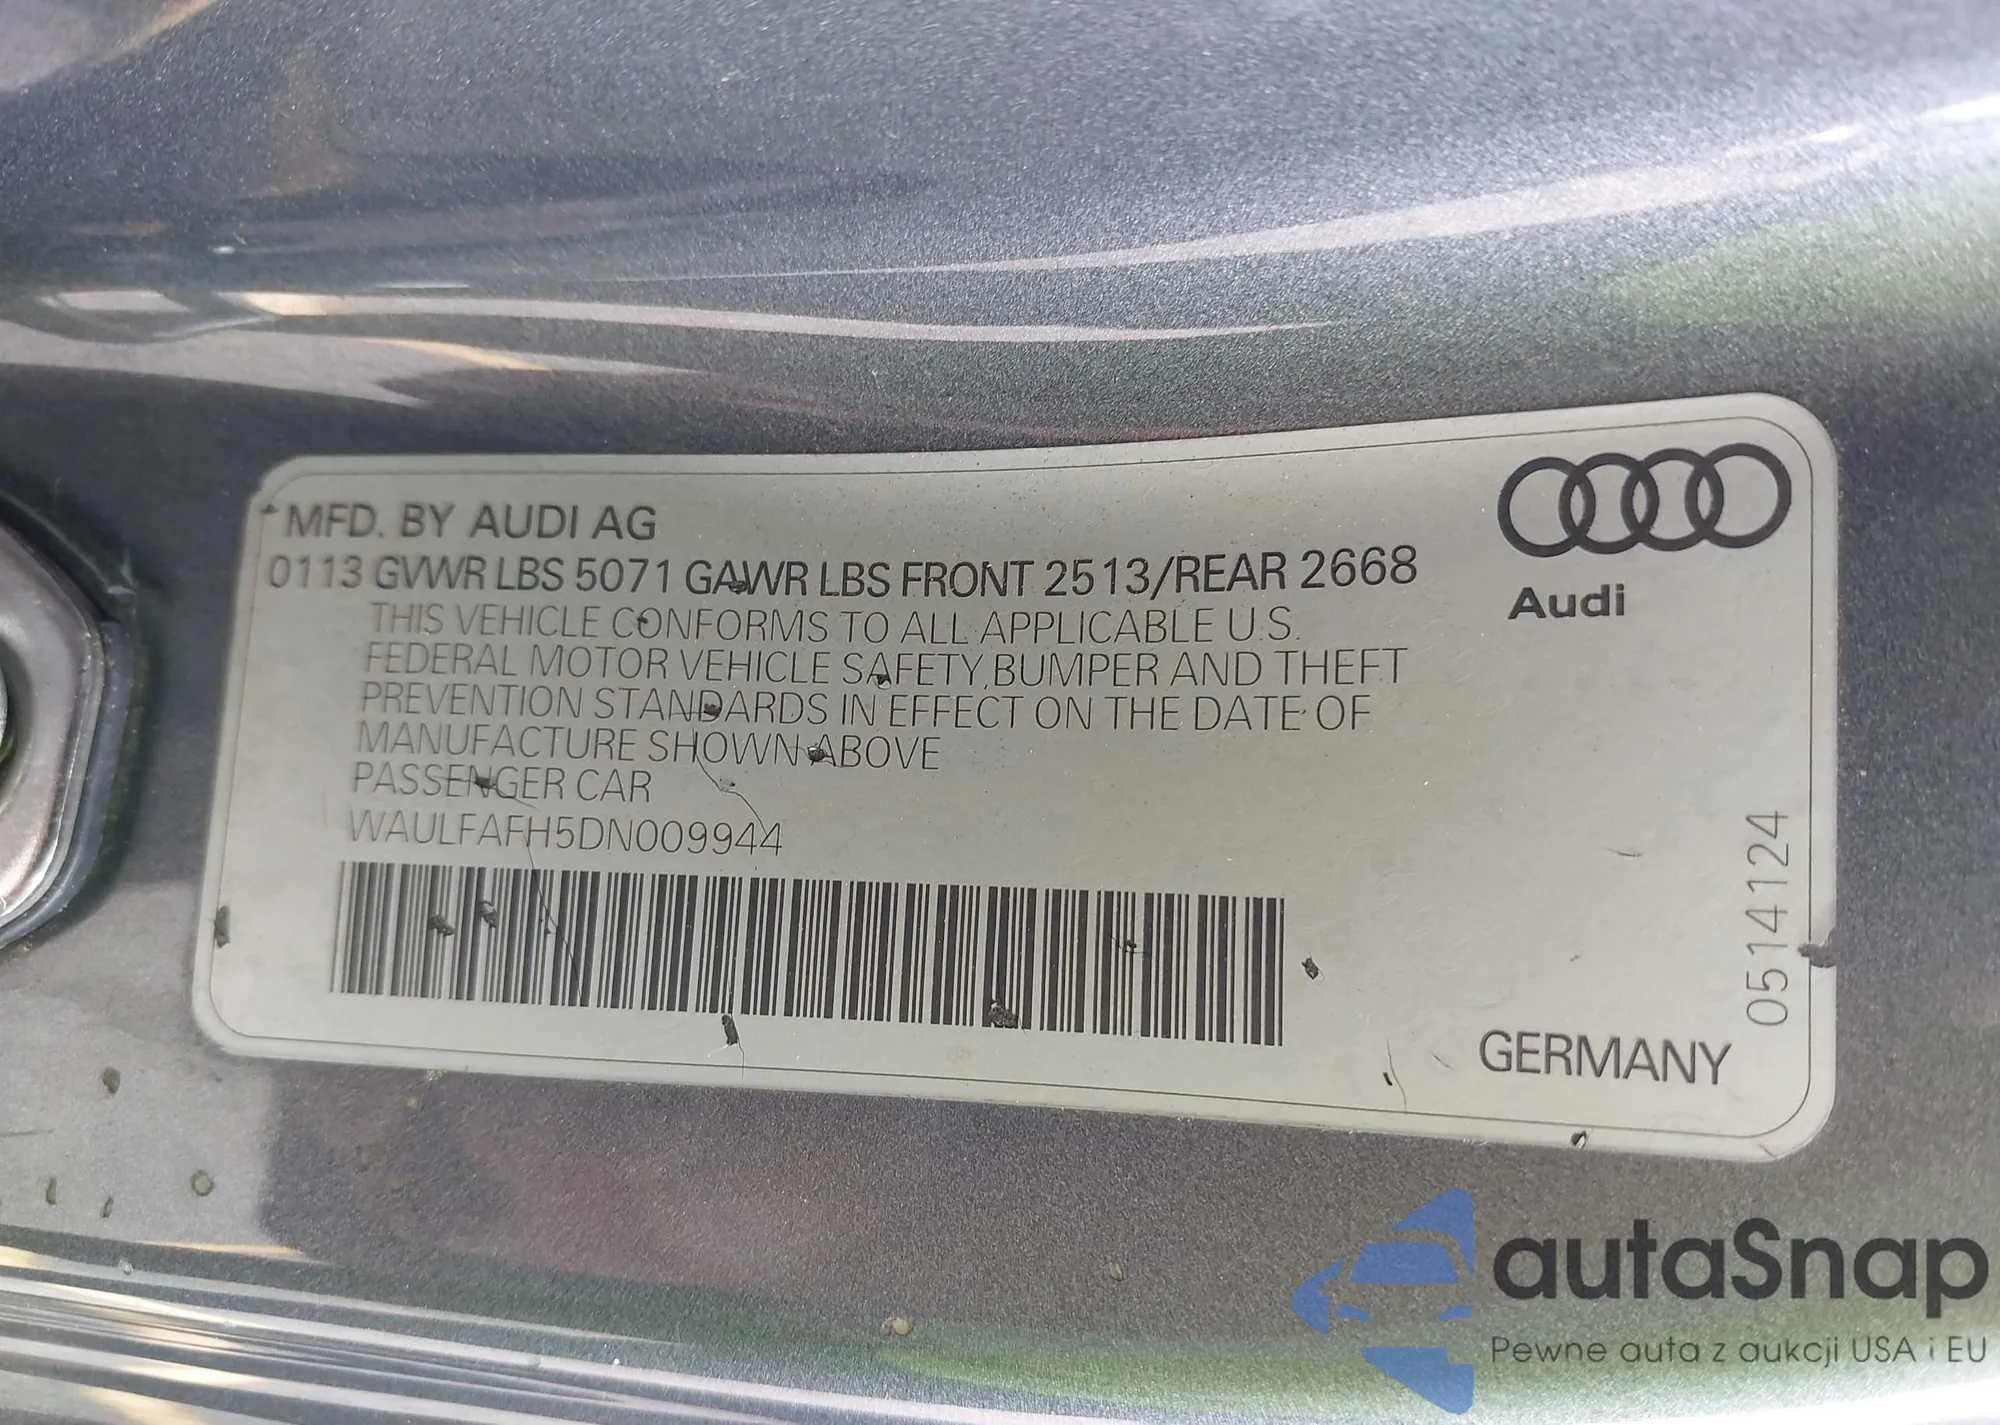 MFD. BY AUDI AG
0113 GVWR LBS 5071 GAWR LBS FRONT 2513/REAR 2668
THIS VEHICLE CONFORMS TO ALL APPLICABLE U.S.
FEDERAL MOTOR VEHICLE SAFETY, BUMPER AND THEFT
PREVENTION STANDARDS IN EFFECT ON THE DATE OF
MANUFACTURE SHOWN ABOVE
PASSENGER CAR
WAULFAFH5DN009944
Audi
0514124
GERMANY
autaSnap
Pewne auta z aukcji USA i EU